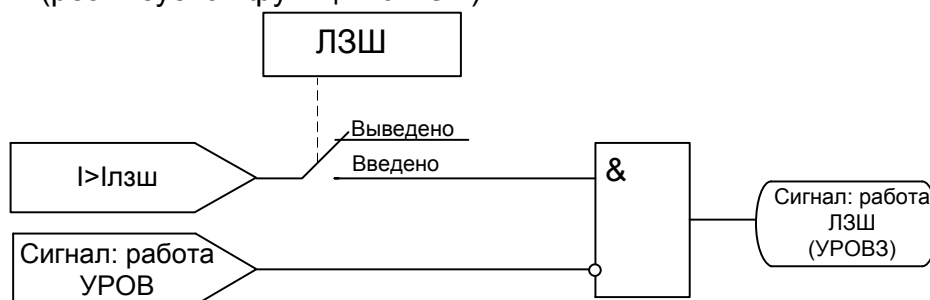 ЛЗШ
Выведено
Введено
I>Iлзш
&
Сигнал: работа
ЛЗШ
(УРОВЗ)
Сигнал: работа
УРОВ